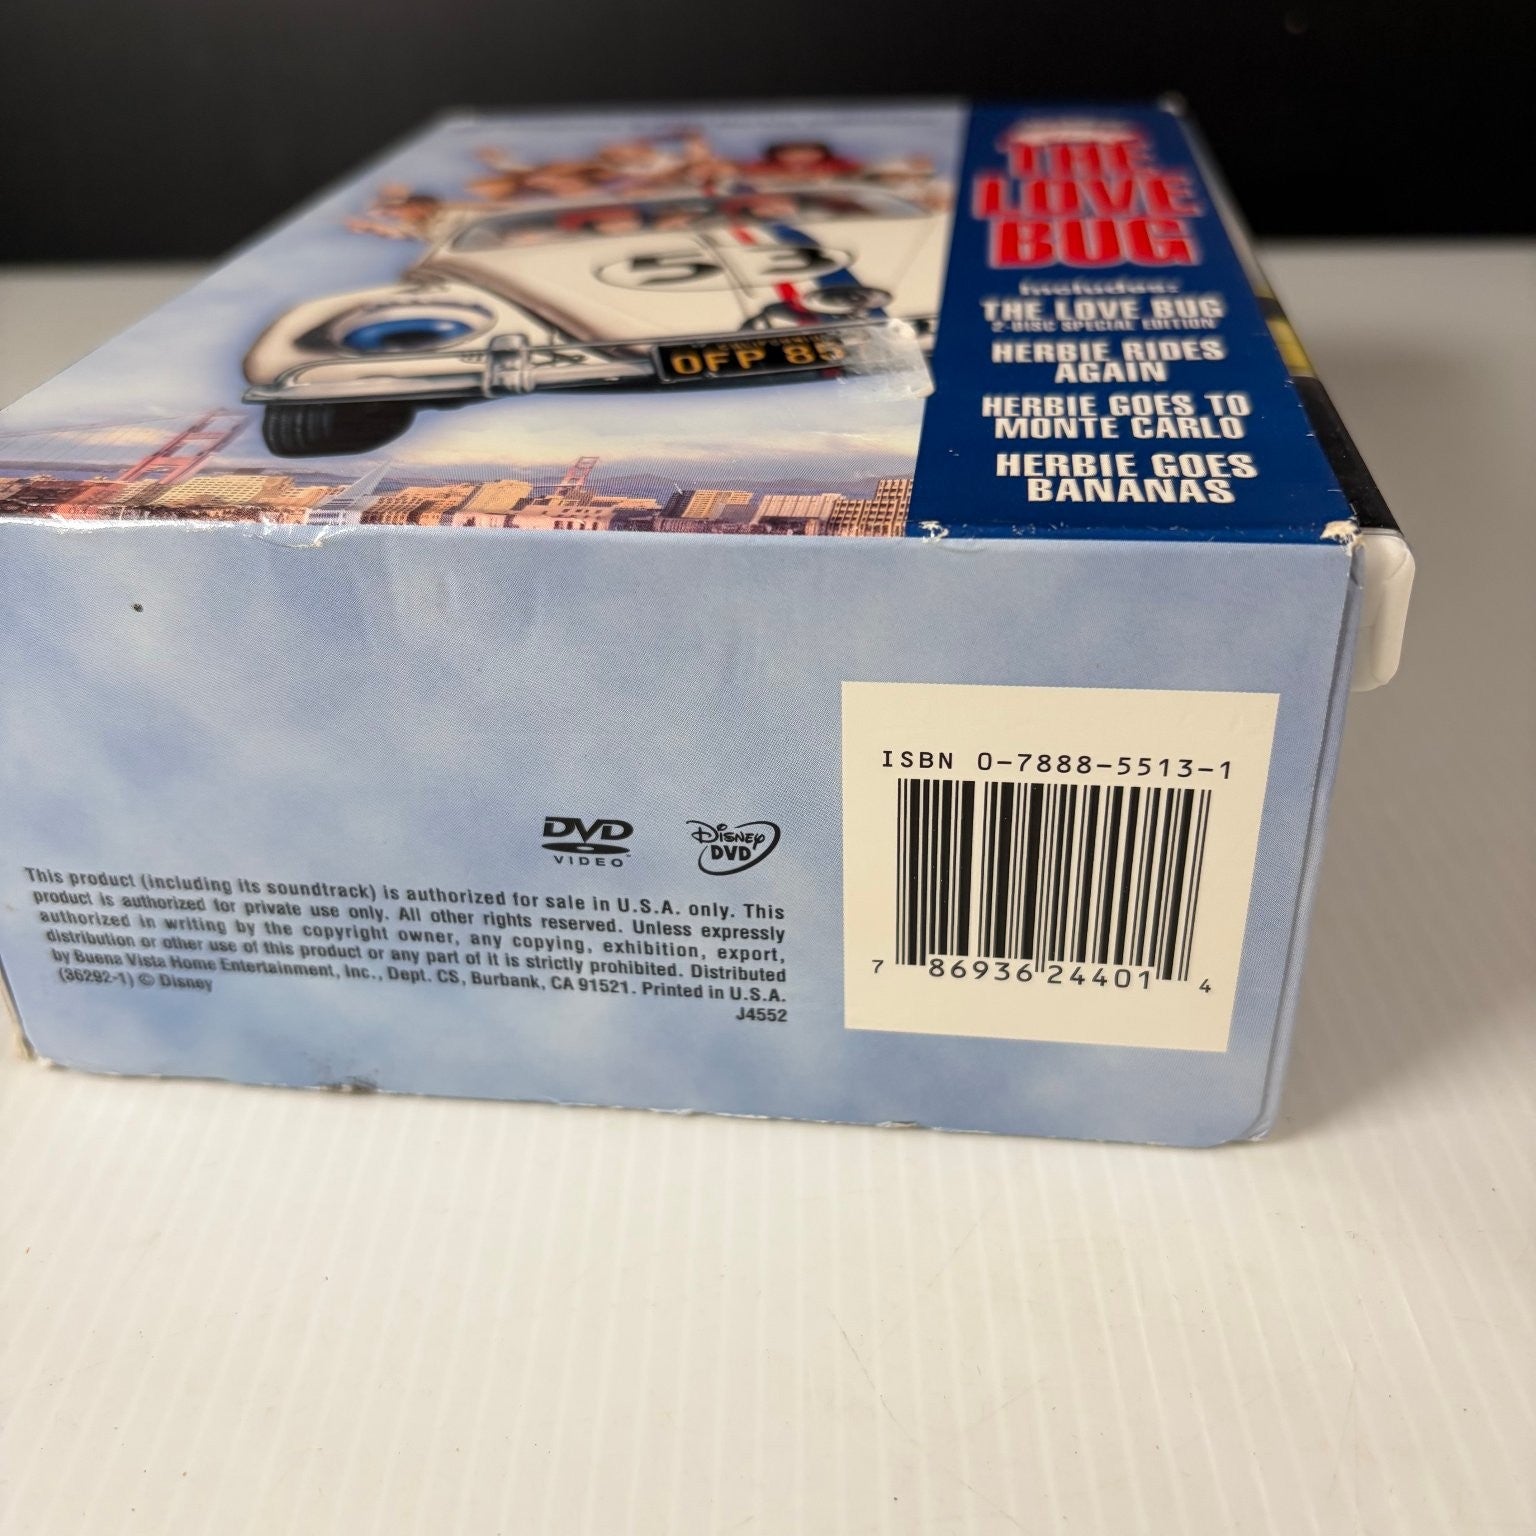 THE
LOVE
BUG
Includes:
THE LOVE BUG
2-DISC SPECIAL EDITION
HERBIE RIDES
AGAIN
HERBIE GOES TO
MONTE CARLO
HERBIE GOES
BANANAS
53
CALIFORNIA
OFP 85
ISBN 0-7888-5513-1
7 86936 24401 4
DVD
VIDEO™
Disney
DVD
This product (including its soundtrack) is authorized for sale in U.S.A. only. This
product is authorized for private use only. All other rights reserved. Unless expressly
authorized in writing by the copyright owner, any copying, exhibition, export,
distribution or other use of this product or any part of it is strictly prohibited. Distributed
by Buena Vista Home Entertainment, Inc., Dept. CS, Burbank, CA 91521. Printed in U.S.A.
(36292-1) © Disney
J4552